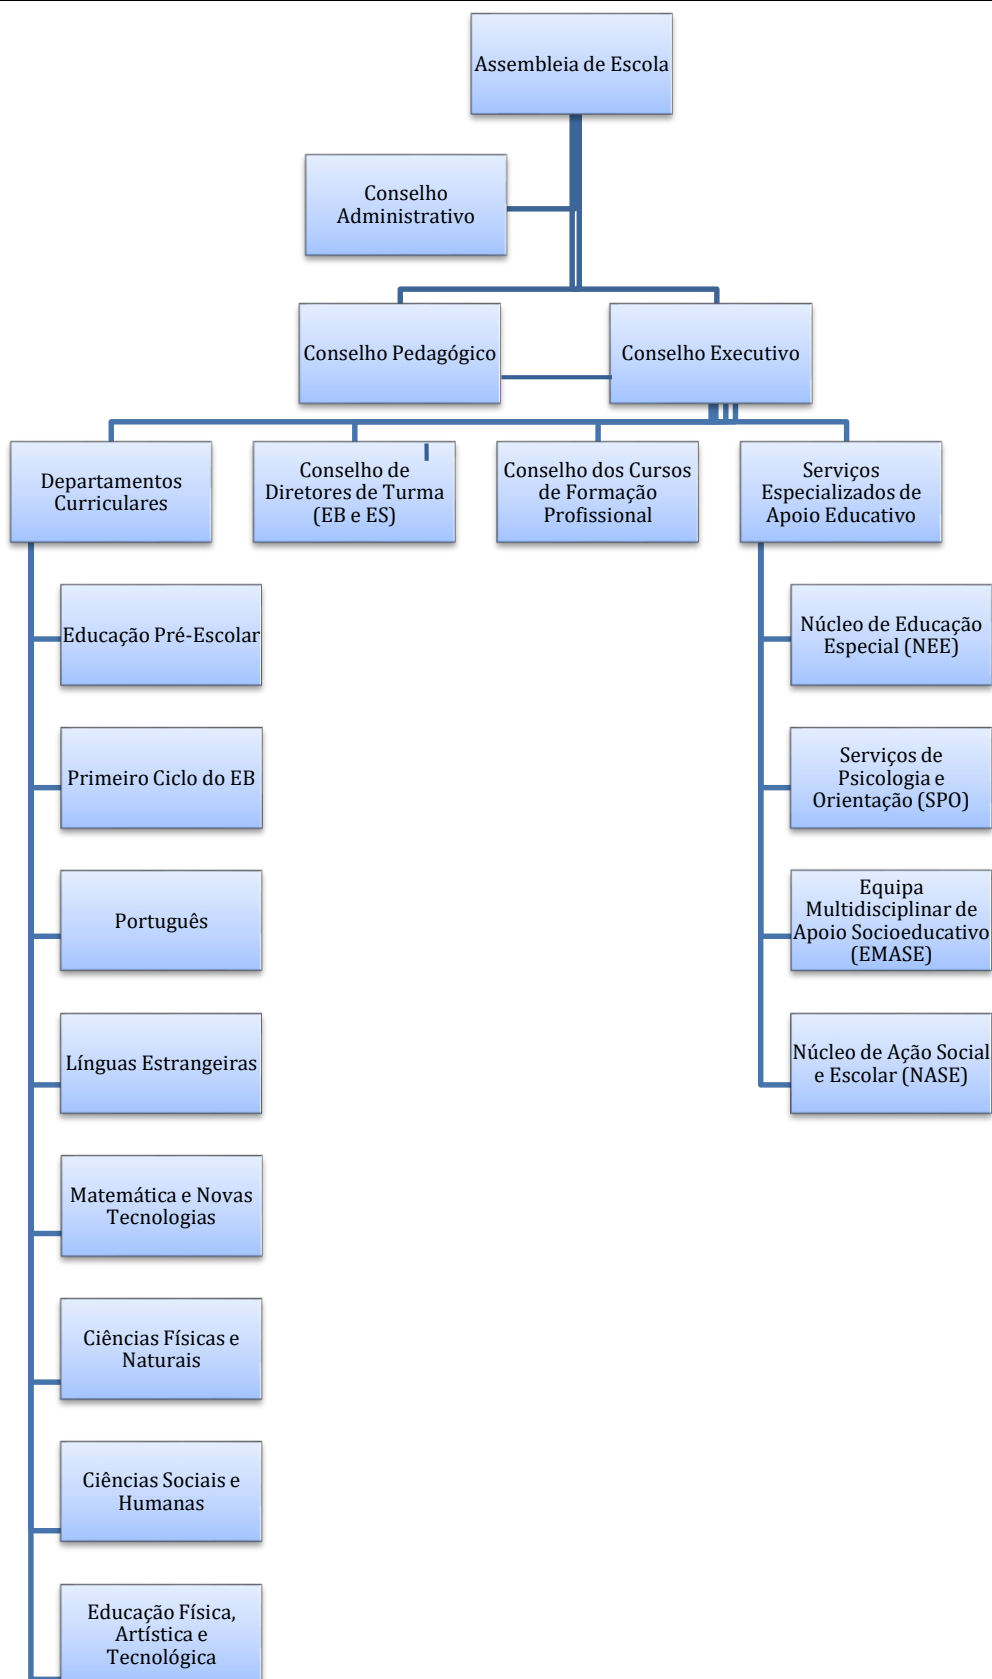 Assembleia de Escola
Conselho
Administrativo
Conselho Pedagógico
Conselho Executivo
Departamentos
Curriculares
Conselho de
Diretores de Turma
(EB e ES)
Conselho dos Cursos
de Formação
Profissional
Serviços
Especializados de
Apoio Educativo
Educação Pré-Escolar
Primeiro Ciclo do EB
Português
Línguas Estrangeiras
Matemática e Novas
Tecnologias
Ciências Físicas e
Naturais
Ciências Sociais e
Humanas
Educação Física,
Artística e
Tecnológica
Núcleo de Educação
Especial (NEE)
Serviços de
Psicologia e
Orientação (SPO)
Equipa
Multidisciplinar de
Apoio Socioeducativo
(EMASE)
Núcleo de Ação Social
e Escolar (NASE)